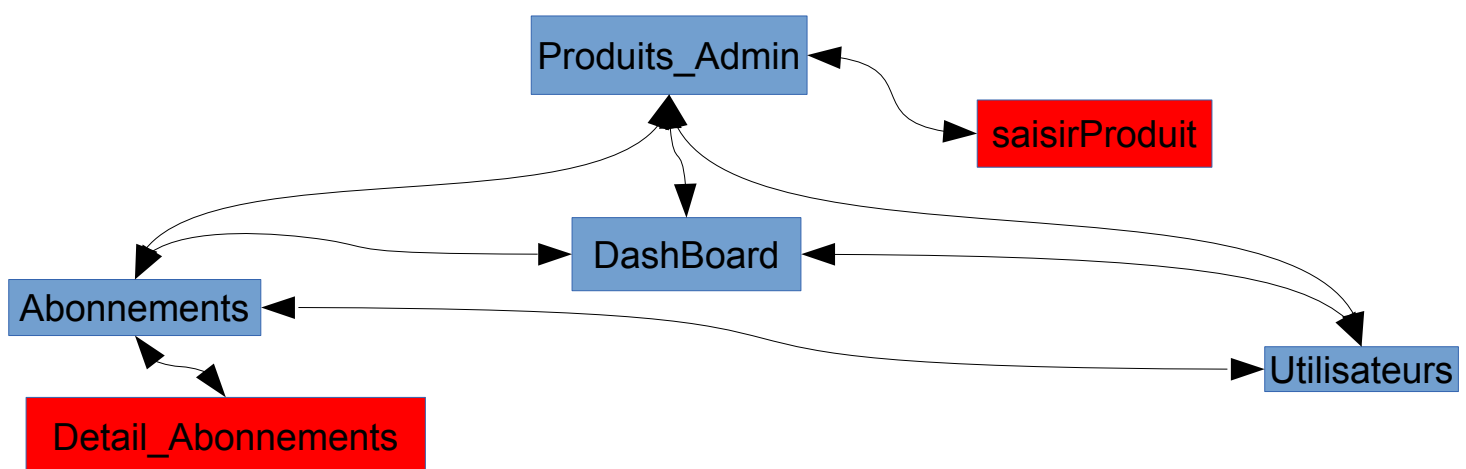 Produits_Admin
saisirProduit
DashBoard
Abonnements
Utilisateurs
Detail_Abonnements